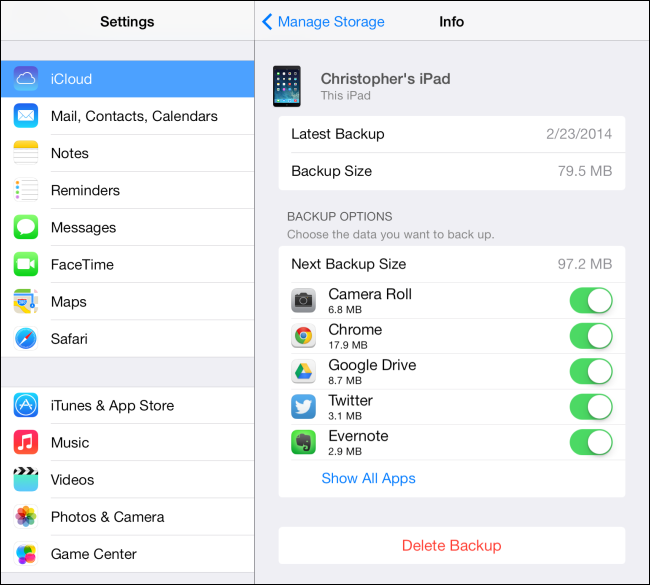 Settings
iCloud
Mail, Contacts, Calendars
Notes
Reminders
Messages
FaceTime
Maps
Safari
iTunes & App Store
Music
Videos
Photos & Camera
Game Center
Manage Storage
Info
Christopher's iPad
This iPad
Latest Backup 2/23/2014
Backup Size 79.5 MB
BACKUP OPTIONS
Choose the data you want to back up.
Next Backup Size 97.2 MB
Camera Roll
6.8 MB
Chrome
17.9 MB
Google Drive
8.7 MB
Twitter
3.1 MB
Evernote
2.9 MB
Show All Apps
Delete Backup